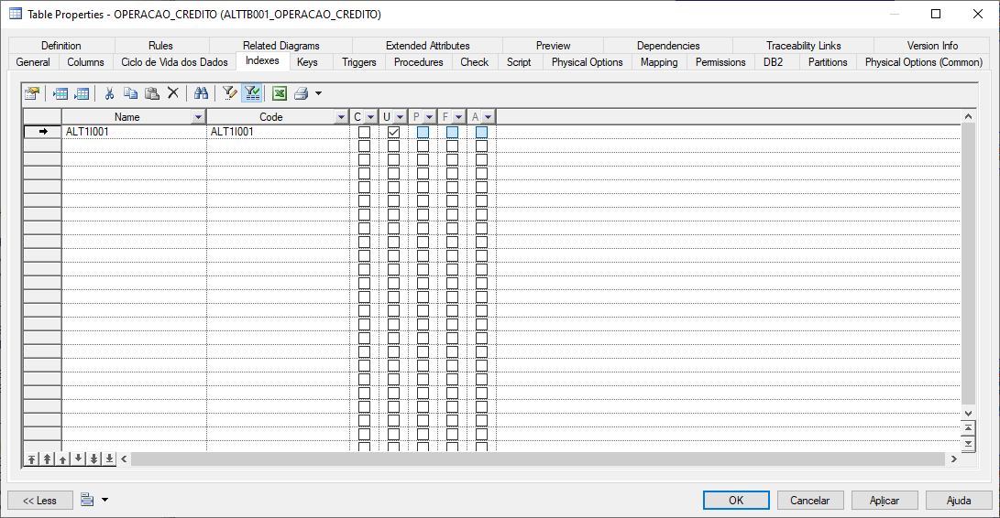 Table Properties - OPERACAO_CREDITO (ALTTB001_OPERACAO_CREDITO)
Definition Rules Related Diagrams Extended Attributes Preview Dependencies Traceability Links Version Info
General Columns Ciclo de Vida dos Dados Indexes Keys Triggers Procedures Check Script Physical Options Mapping Permissions DB2 Partitions Physical Options (Common)
Name Code C U P F A
ALT1I001 ALT1I001
<< Less OK Cancelar Aplicar Ajuda